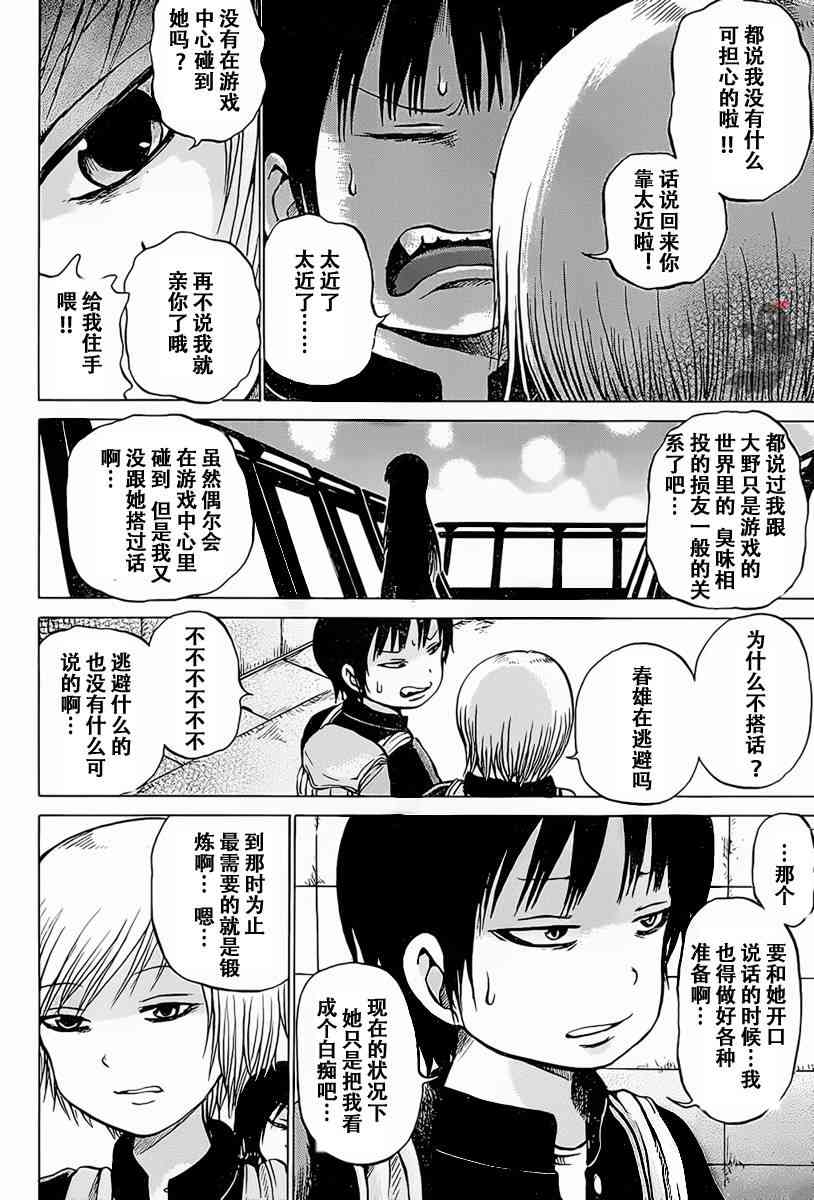 都说我没有什么
可担心的啦!!
话说回来你
靠太近啦!
太近了
太近了……
没有在游戏
中心碰到
她吗?
再不说我就
亲你了哦
给我住手
喂!!
都说过我跟
大野只是游戏的
世界里的 臭味相
投的损友一般的关
系了吧…
虽然偶尔会
在游戏中心里
碰到 但是我又
没跟她搭过话
啊…
为什么不搭话?
春雄在逃避吗
不不不不不不
逃避什么的
也没有什么可
说的啊…
…那个
要和她开口
说话的时候…我
也得做好各种
准备啊…
现在的状况下
她只是把我看
成个白痴吧…
到那时为止
最需要的就是锻
炼啊… 嗯…